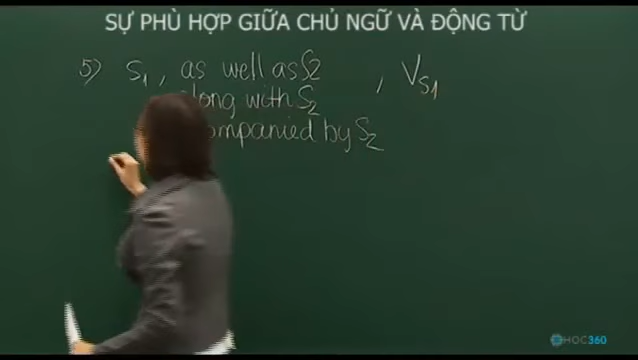 SỰ PHÙ HỢP GIỮA CHỦ NGỮ VÀ ĐỘNG TỪ
5) S1, as well as S2 , VS1
along with S2
accompanied by S2
HOC360